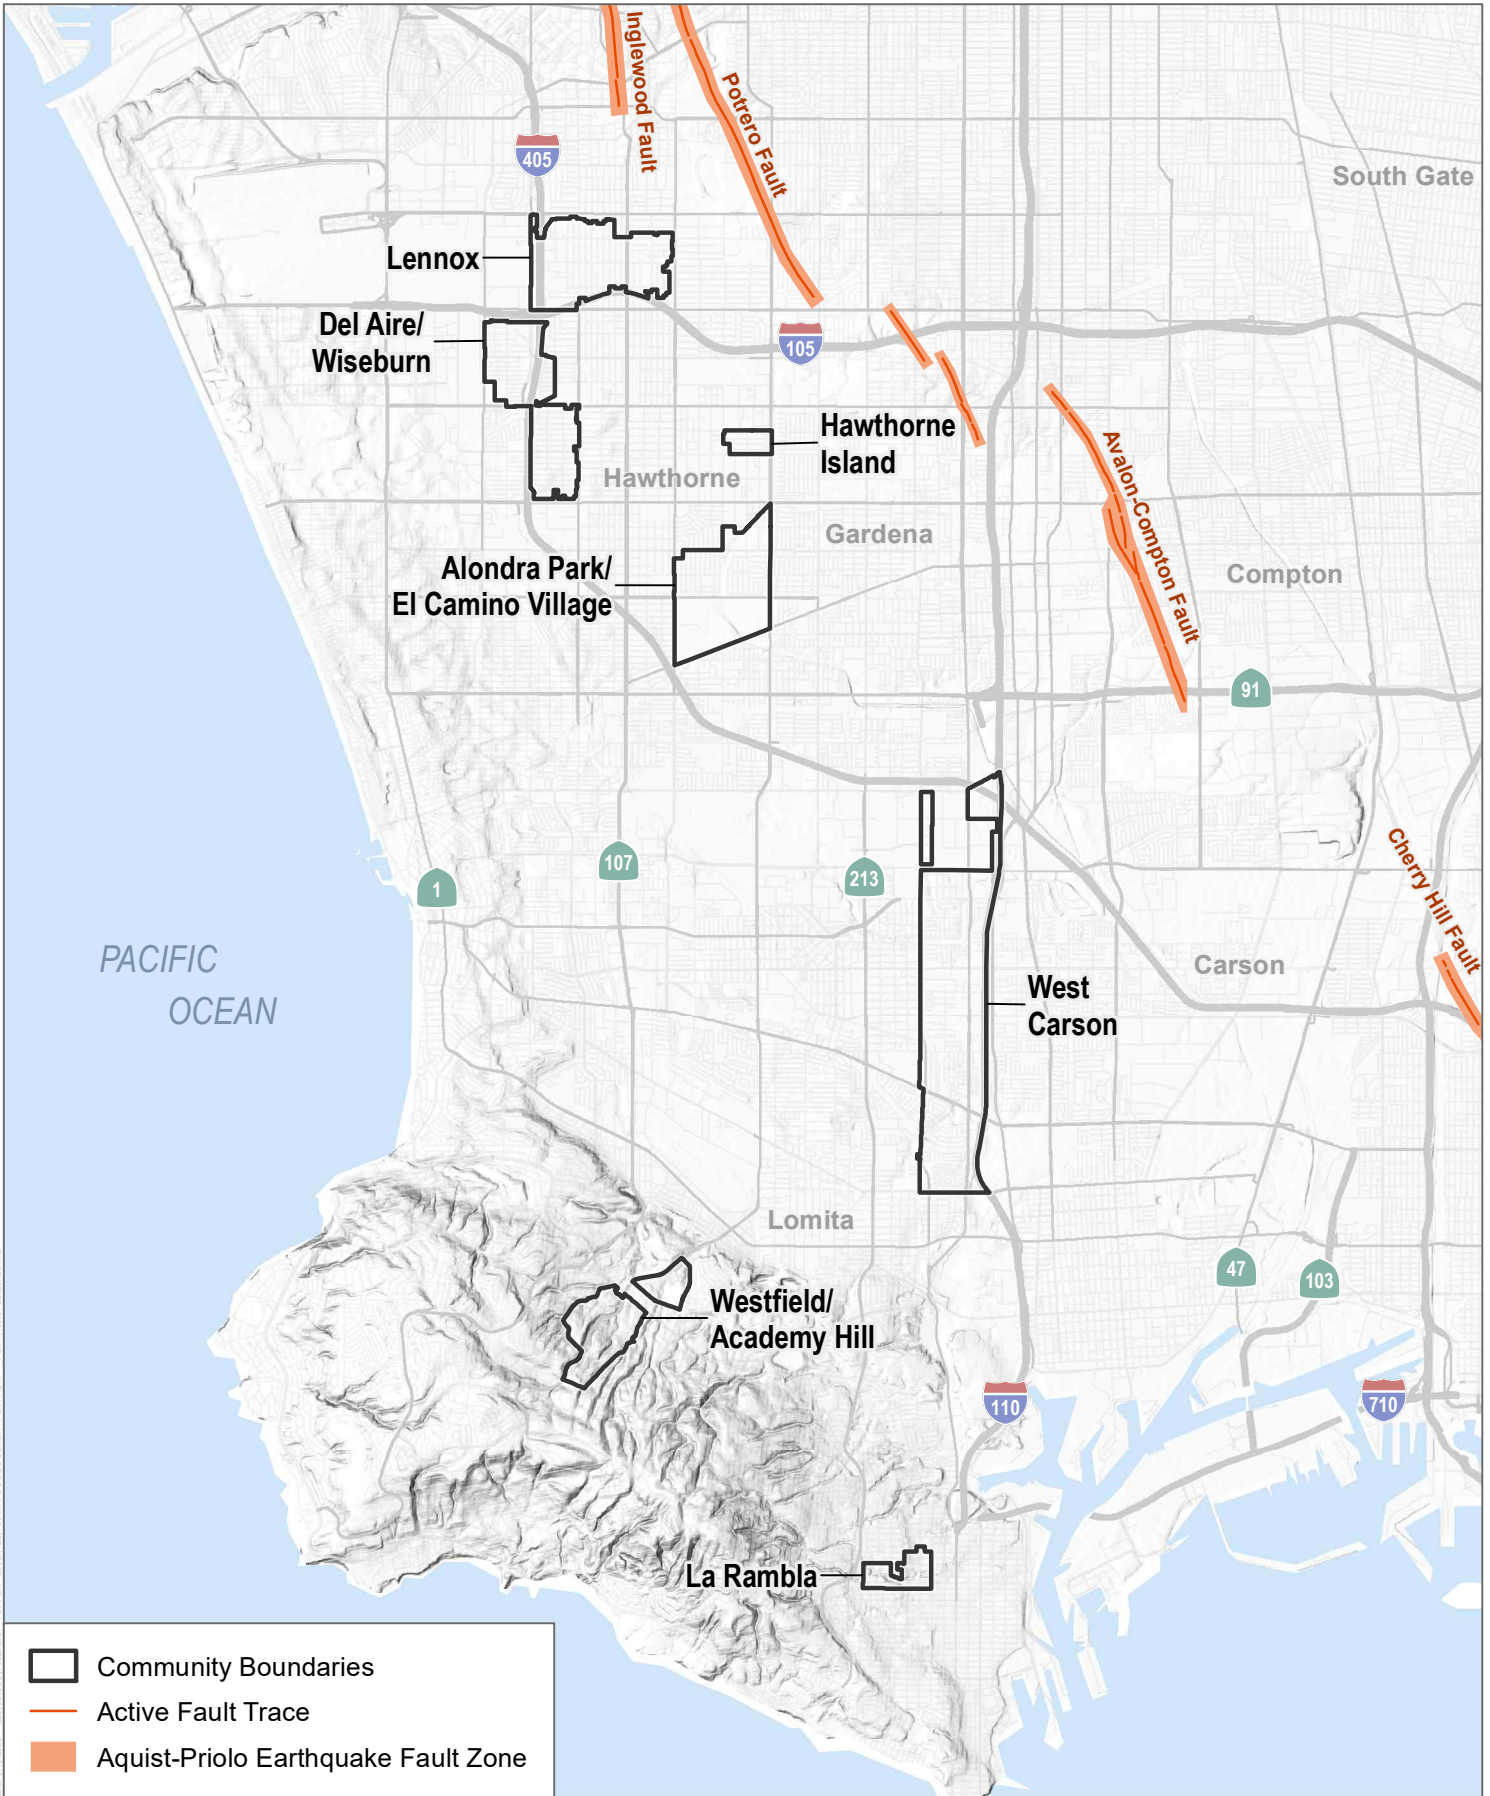 Inglewood Fault
Potrero Fault
405
South Gate
Lennox
Del Aire/
Wiseburn
105
Hawthorne
Island
Hawthorne
Gardena
Avalon-Compton Fault
Alondra Park/
El Camino Village
Compton
91
107
213
1
Cherry Hill Fault
PACIFIC
OCEAN
Carson
West
Carson
Lomita
47
103
Westfield/
Academy Hill
110
710
La Rambla
Community Boundaries
Active Fault Trace
Aquist-Priolo Earthquake Fault Zone